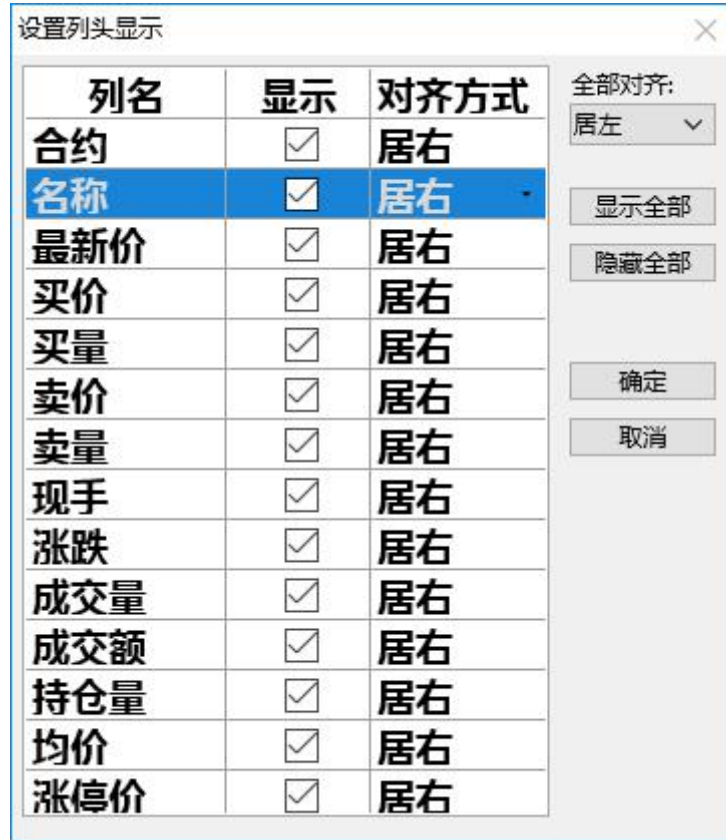 设置列头显示
列名 显示 对齐方式
合约 居右
名称 居右
最新价 居右
买价 居右
买量 居右
卖价 居右
卖量 居右
现手 居右
涨跌 居右
成交量 居右
成交额 居右
持仓量 居右
均价 居右
涨停价 居右
全部对齐:
居左
显示全部
隐藏全部
确定
取消